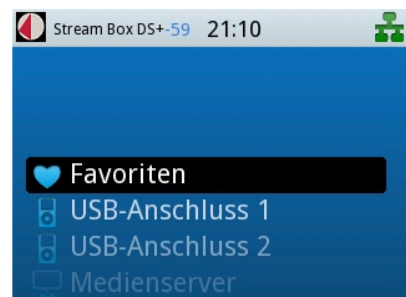 Stream Box DS+-59 21:10
Favoriten
USB-Anschluss 1
USB-Anschluss 2
Medienserver